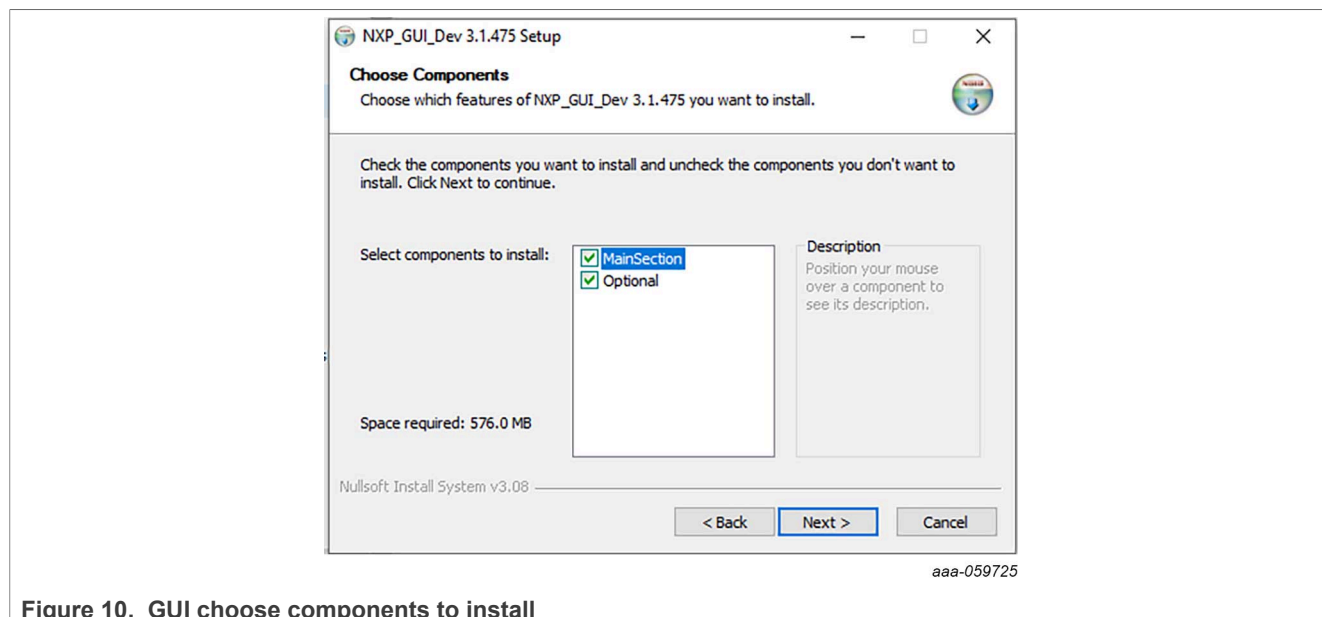 NXP_GUI_Dev 3.1.475 Setup
Choose Components
Choose which features of NXP_GUI_Dev 3.1.475 you want to install.
Check the components you want to install and uncheck the components you don't want to
install. Click Next to continue.
Select components to install:
MainSection
Optional
Description
Position your mouse
over a component to
see its description.
Space required: 576.0 MB
Nullsoft Install System v3.08
< Back
Next >
Cancel
aaa-059725
Figure 10. GUI choose components to install